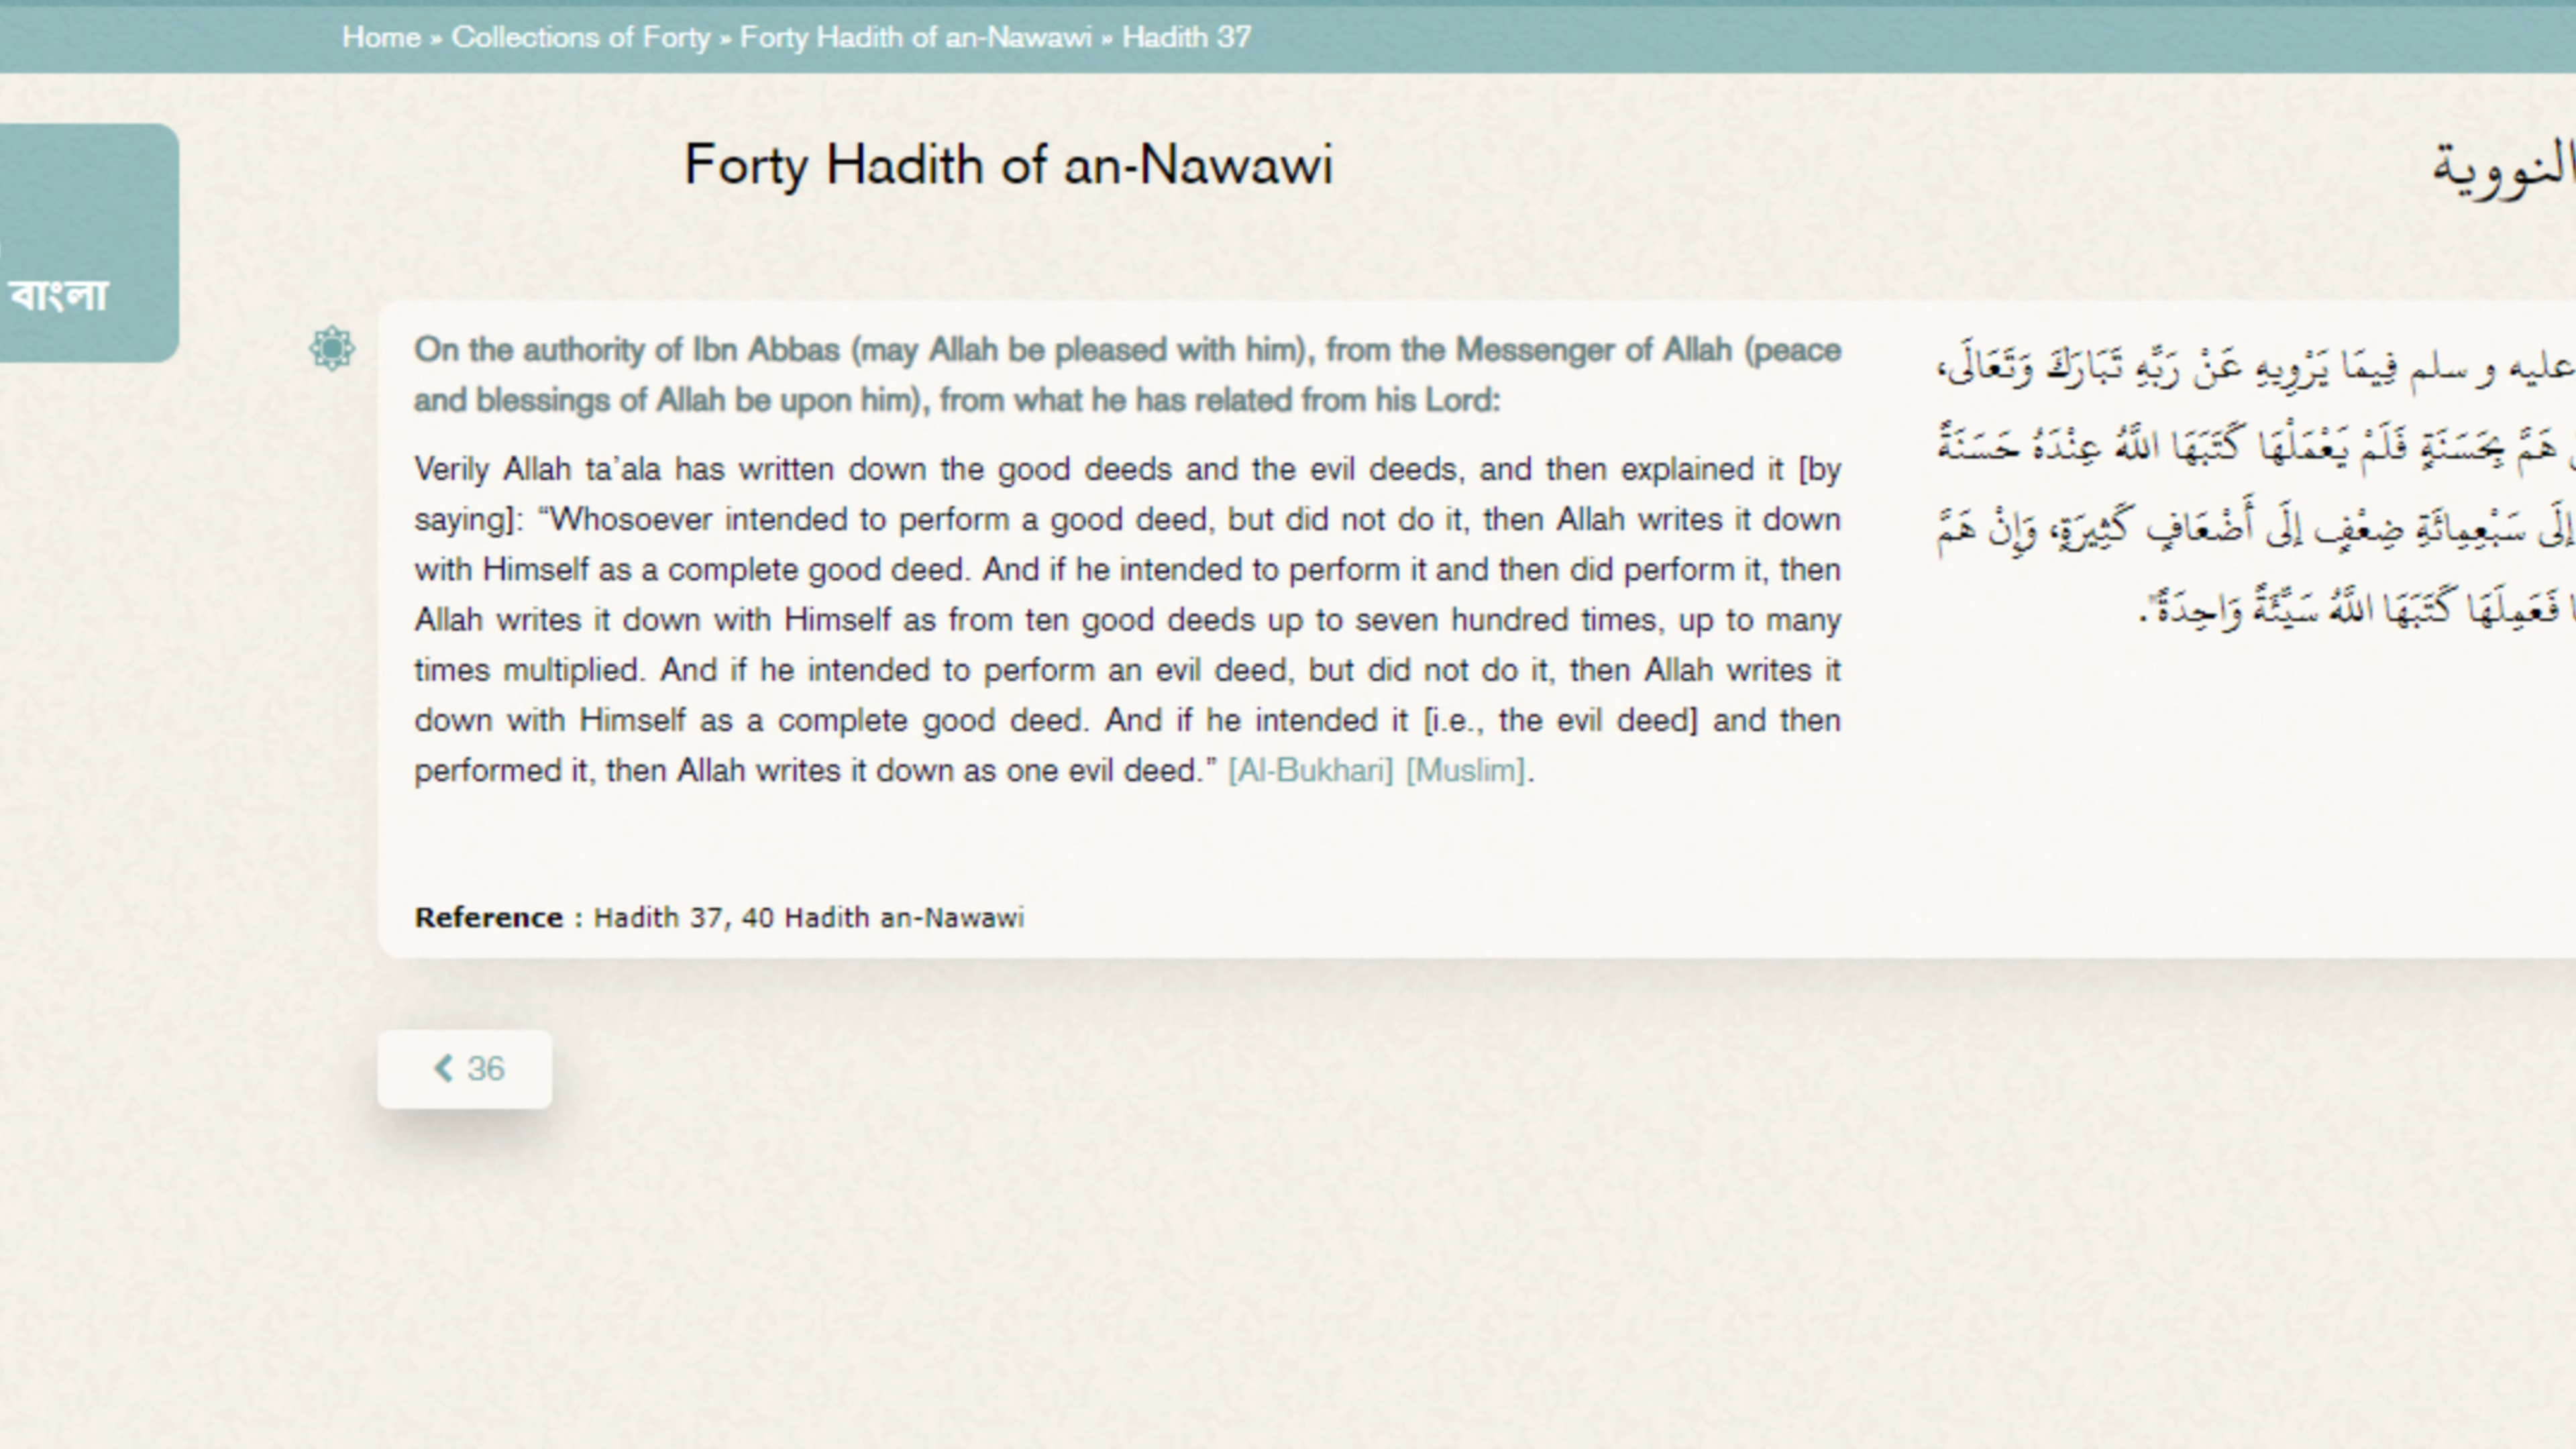 Home » Collections of Forty » Forty Hadith of an-Nawawi » Hadith 37
Forty Hadith of an-Nawawi
النووية
বাংলা
On the authority of Ibn Abbas (may Allah be pleased with him), from the Messenger of Allah (peace
and blessings of Allah be upon him), from what he has related from his Lord:
Verily Allah ta’ala has written down the good deeds and the evil deeds, and then explained it [by
saying]: “Whosoever intended to perform a good deed, but did not do it, then Allah writes it down
with Himself as a complete good deed. And if he intended to perform it and then did perform it, then
Allah writes it down with Himself as from ten good deeds up to seven hundred times, up to many
times multiplied. And if he intended to perform an evil deed, but did not do it, then Allah writes it
down with Himself as a complete good deed. And if he intended it [i.e., the evil deed] and then
performed it, then Allah writes it down as one evil deed.” [Al-Bukhari] [Muslim].
عليه و سلم فِيمَا يَرْوِيهِ عَنْ رَبِّهِ تَبَارَكَ وَتَعَالَى،
هَمَّ بِحَسَنَةٍ فَلَمْ يَعْمَلْهَا كَتَبَهَا اللَّهُ عِنْدَهُ حَسَنَةً
إلَى سَبْعِمِائَةِ ضِعْفٍ إلَى أَضْعَافٍ كَثِيرَةٍ، وَإِنْ هَمَّ
فَعَمِلَهَا كَتَبَهَا اللَّهُ سَيِّئَةً وَاحِدَةً".
Reference : Hadith 37, 40 Hadith an-Nawawi
36